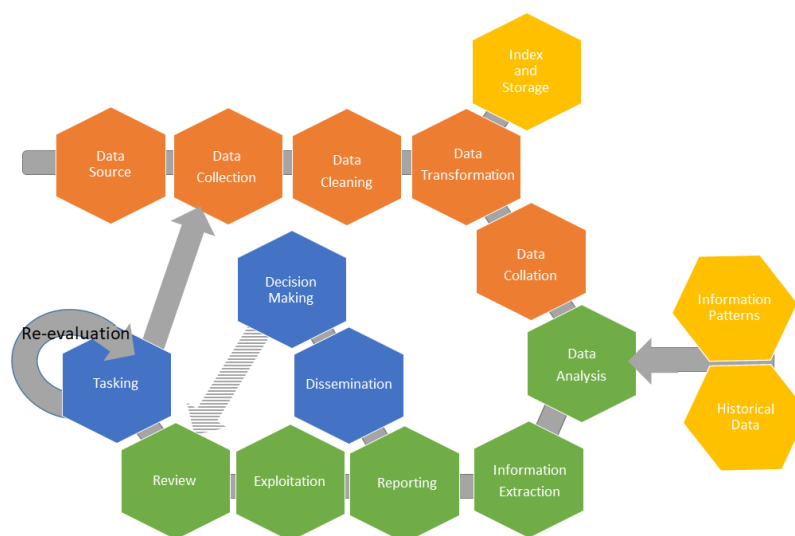 Index
and
Storage
Data
Source
Data
Collection
Data
Cleaning
Data
Transformation
Data
Collation
Decision
Making
Information
Patterns
Re-evaluation
Tasking
Dissemination
Data
Analysis
Historical
Data
Review
Exploitation
Reporting
Information
Extraction